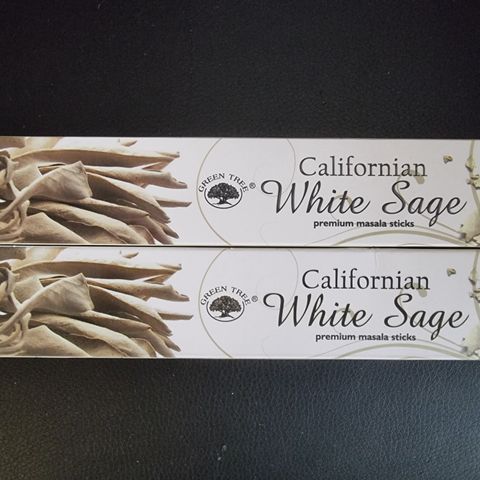 GREEN TREE ®
Californian
White Sage
premium masala sticks
GREEN TREE ®
Californian
White Sage
premium masala sticks